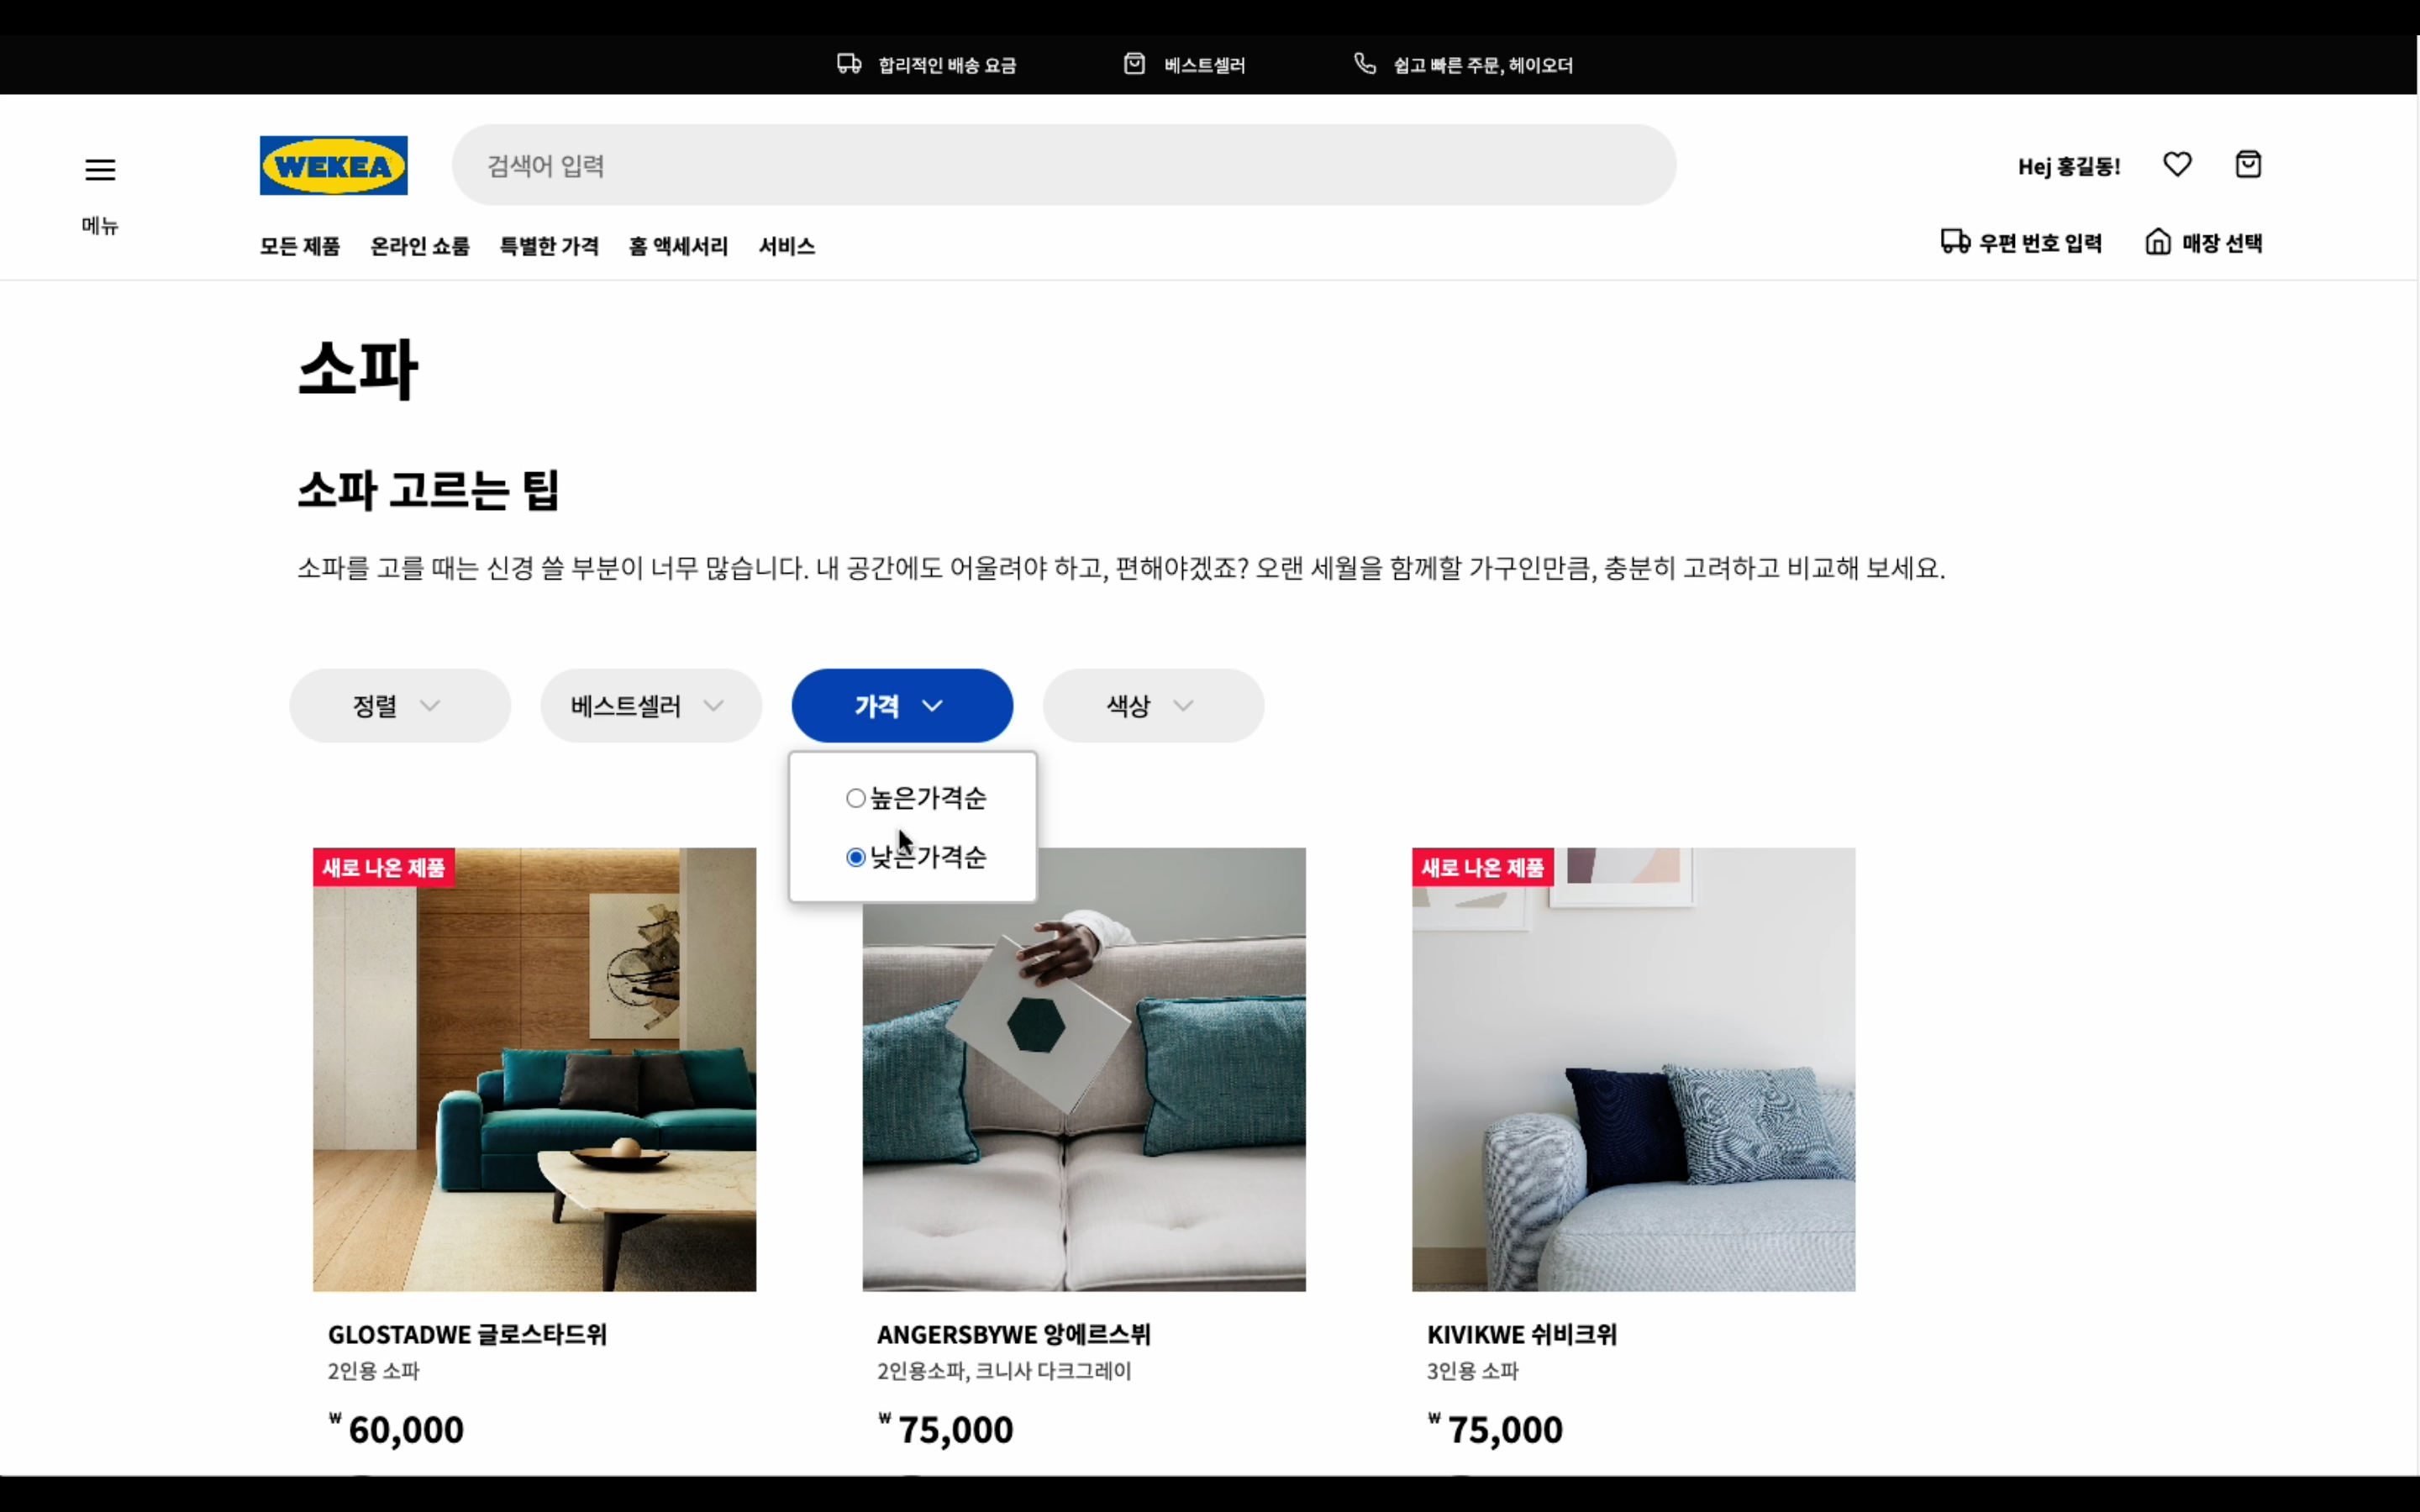 합리적인 배송 요금
베스트셀러
쉽고 빠른 주문, 헤이오더
메뉴
WEKEA
검색어 입력
Hej 홍길동!
모든 제품
온라인 쇼룸
특별한 가격
홈 액세서리
서비스
우편 번호 입력
매장 선택
소파
소파 고르는 팁
소파를 고를 때는 신경 쓸 부분이 너무 많습니다. 내 공간에도 어울려야 하고, 편해야겠죠? 오랜 세월을 함께할 가구인만큼, 충분히 고려하고 비교해 보세요.
정렬
베스트셀러
가격
색상
높은가격순
낮은가격순
새로 나온 제품
새로 나온 제품
GLOSTADWE 글로스타드위
2인용 소파
₩ 60,000
ANGERSBYWE 앙에르스뷔
2인용소파, 크니사 다크그레이
₩ 75,000
KIVIKWE 쉬비크위
3인용 소파
₩ 75,000